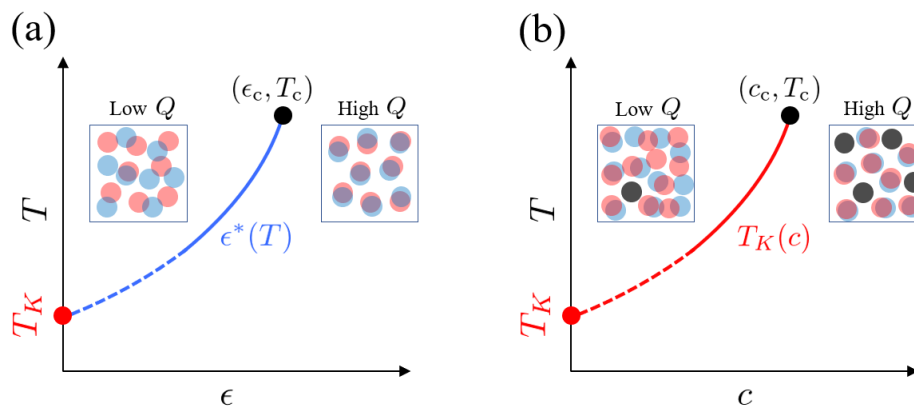 (a)
(ϵc, Tc)
Low Q
High Q
T
ϵ*(T)
TK
ϵ
(b)
(cc, Tc)
Low Q
High Q
T
TK(c)
TK
c